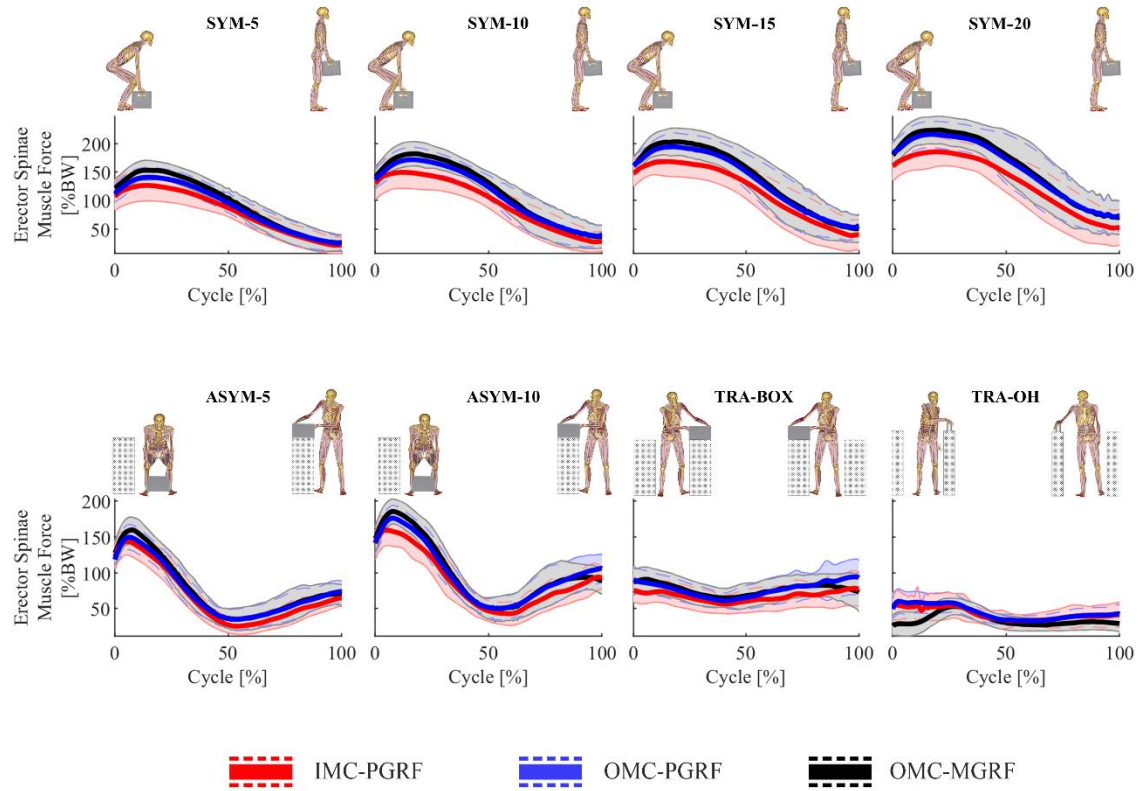 SYM-5 SYM-10 SYM-15 SYM-20
Erector Spinae
Muscle Force
[%BW]
200
150
100
50
0 50 100 0 50 100 0 50 100 0 50 100
Cycle [%] Cycle [%] Cycle [%] Cycle [%]
ASYM-5 ASYM-10 TRA-BOX TRA-OH
Erector Spinae
Muscle Force
[%BW]
200
150
100
50
0 50 100 0 50 100 0 50 100 0 50 100
Cycle [%] Cycle [%] Cycle [%] Cycle [%]
IMC-PGRF OMC-PGRF OMC-MGRF